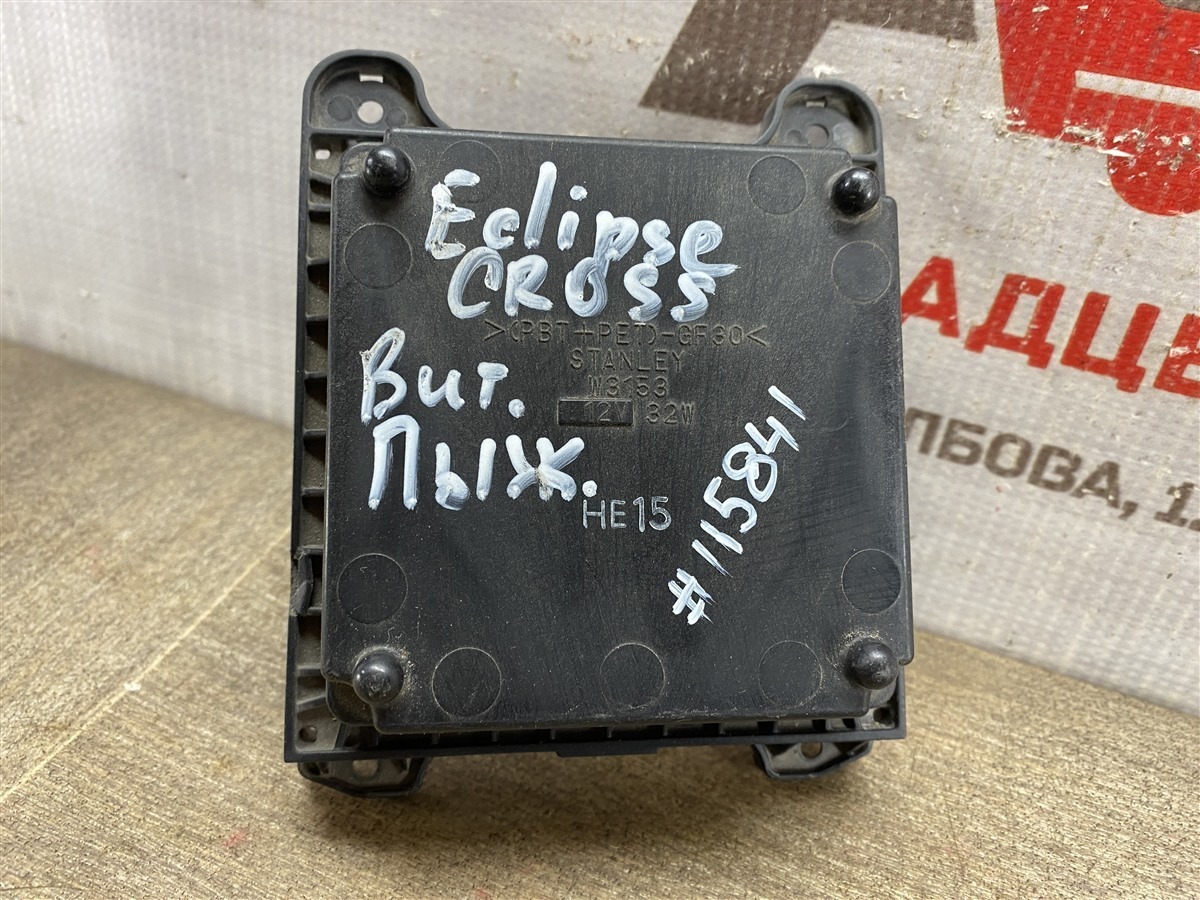 Eclipse
CROSS
>(PBT+PET)-GF30<
STANLEY
W3153
12V 32W
Вит.
Пыж.
HE15
#115841
АДЦЕ
ЛБОВА, 1